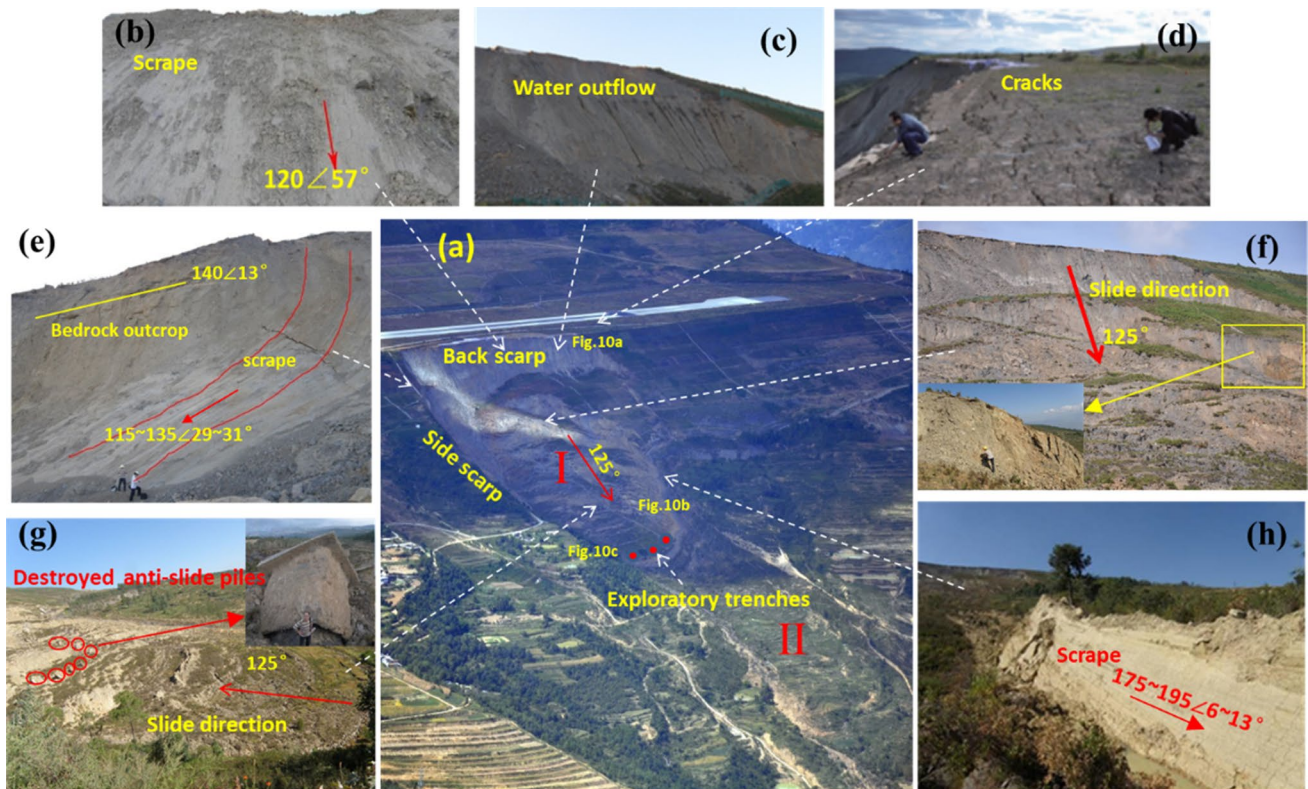 (b)
Scrape
120∠57°
(c)
Water outflow
(d)
Cracks
(e)
140∠13°
Bedrock outcrop
scrape
115~135∠29~31°
(a)
Fig.10a
Back scarp
Side scarp
I
125°
Fig.10b
Fig.10c
Exploratory trenches
II
(f)
Slide direction
125°
(g)
Destroyed anti-slide piles
125°
Slide direction
(h)
Scrape
175~195∠6~13°